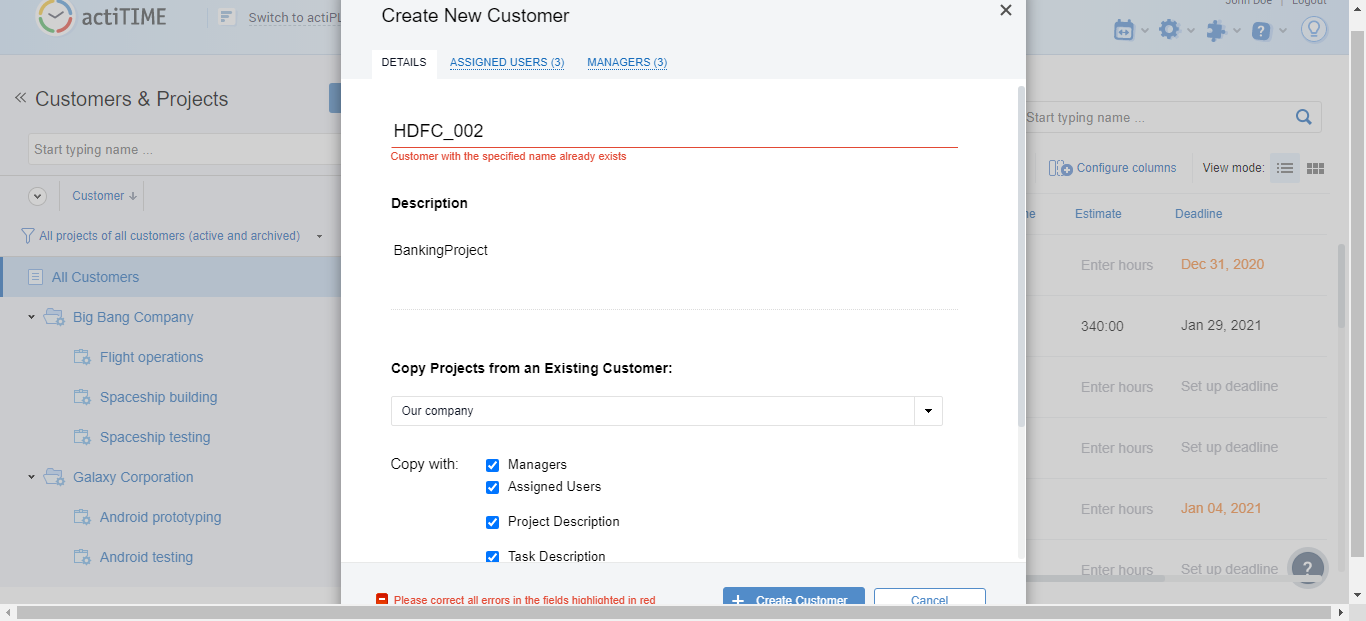 John Doe | Logout
actiTIME
Switch to actiPL
Create New Customer
DETAILS
ASSIGNED USERS (3)
MANAGERS (3)
Customers & Projects
Start typing name ...
Customer
All projects of all customers (active and archived)
All Customers
Big Bang Company
Flight operations
Spaceship building
Spaceship testing
Galaxy Corporation
Android prototyping
Android testing
HDFC_002
Customer with the specified name already exists
Description
BankingProject
Copy Projects from an Existing Customer:
Our company
Copy with:
Managers
Assigned Users
Project Description
Task Description
Please correct all errors in the fields highlighted in red
Create Customer
Cancel
Start typing name ...
Configure columns
View mode:
Estimate
Deadline
Enter hours
Dec 31, 2020
340:00
Jan 29, 2021
Enter hours
Set up deadline
Enter hours
Set up deadline
Enter hours
Jan 04, 2021
Enter hours
Set up deadline
?